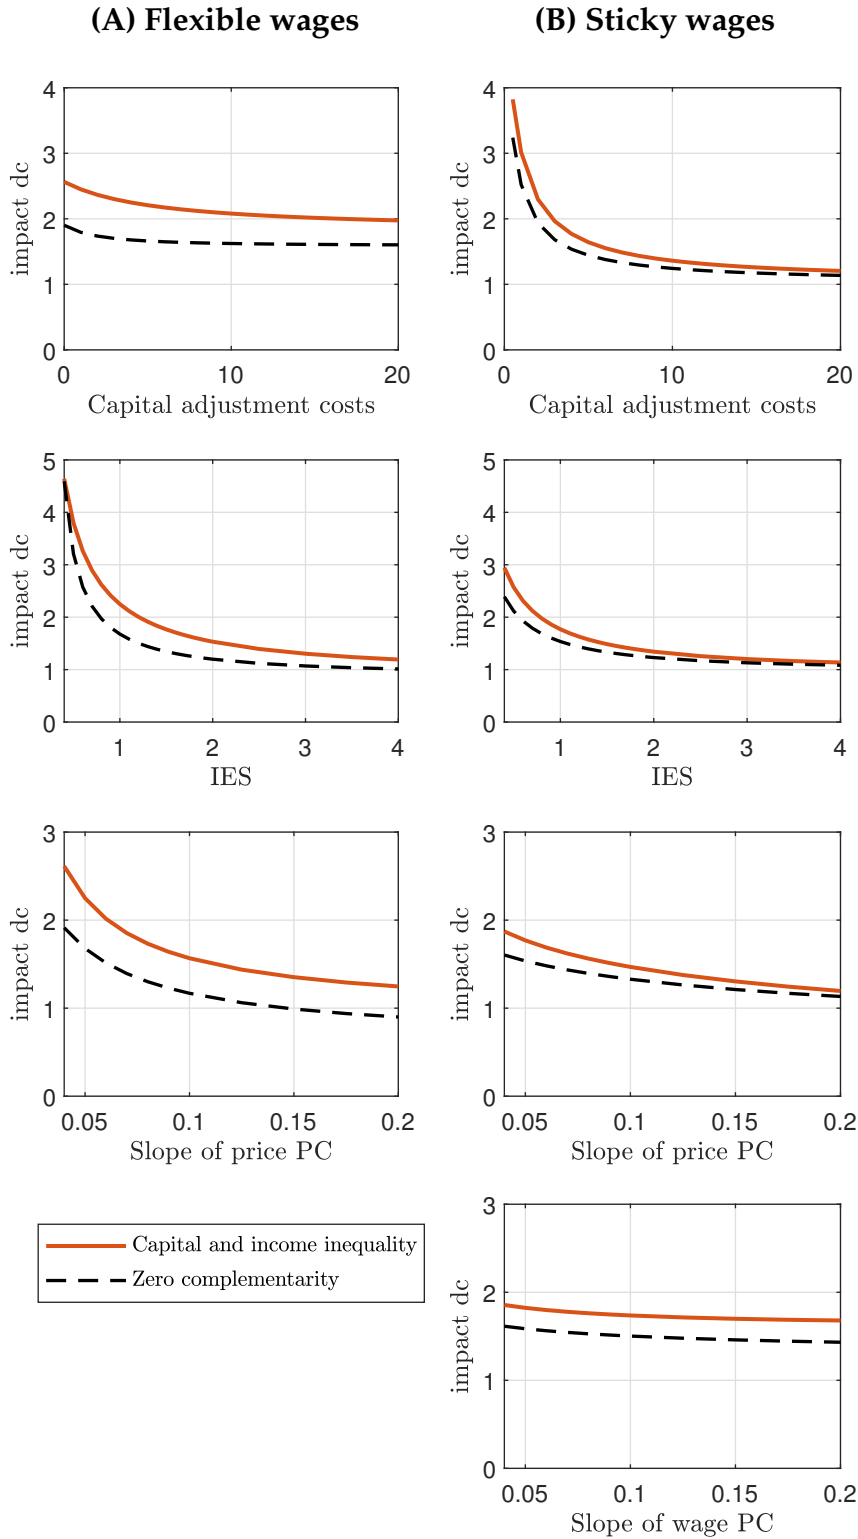 (A) Flexible wages
(B) Sticky wages
4
3
2
1
0
impact dc
0 10 20
Capital adjustment costs
4
3
2
1
0
impact dc
0 10 20
Capital adjustment costs
5
4
3
2
1
0
impact dc
1 2 3 4
IES
5
4
3
2
1
0
impact dc
1 2 3 4
IES
3
2
1
0
impact dc
0.05 0.1 0.15 0.2
Slope of price PC
3
2
1
0
impact dc
0.05 0.1 0.15 0.2
Slope of price PC
Capital and income inequality
Zero complementarity
3
2
1
0
impact dc
0.05 0.1 0.15 0.2
Slope of wage PC